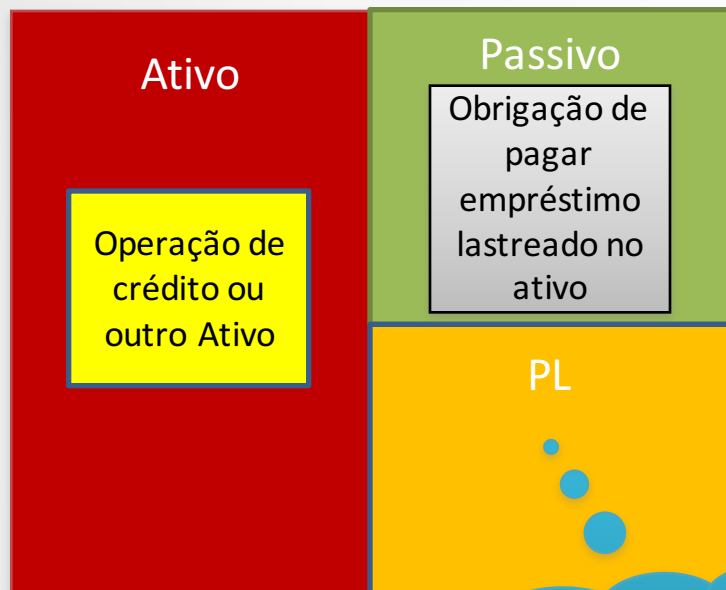 Ativo
Operação de
crédito ou
outro Ativo
Passivo
Obrigação de
pagar
empréstimo
lastreado no
ativo
PL